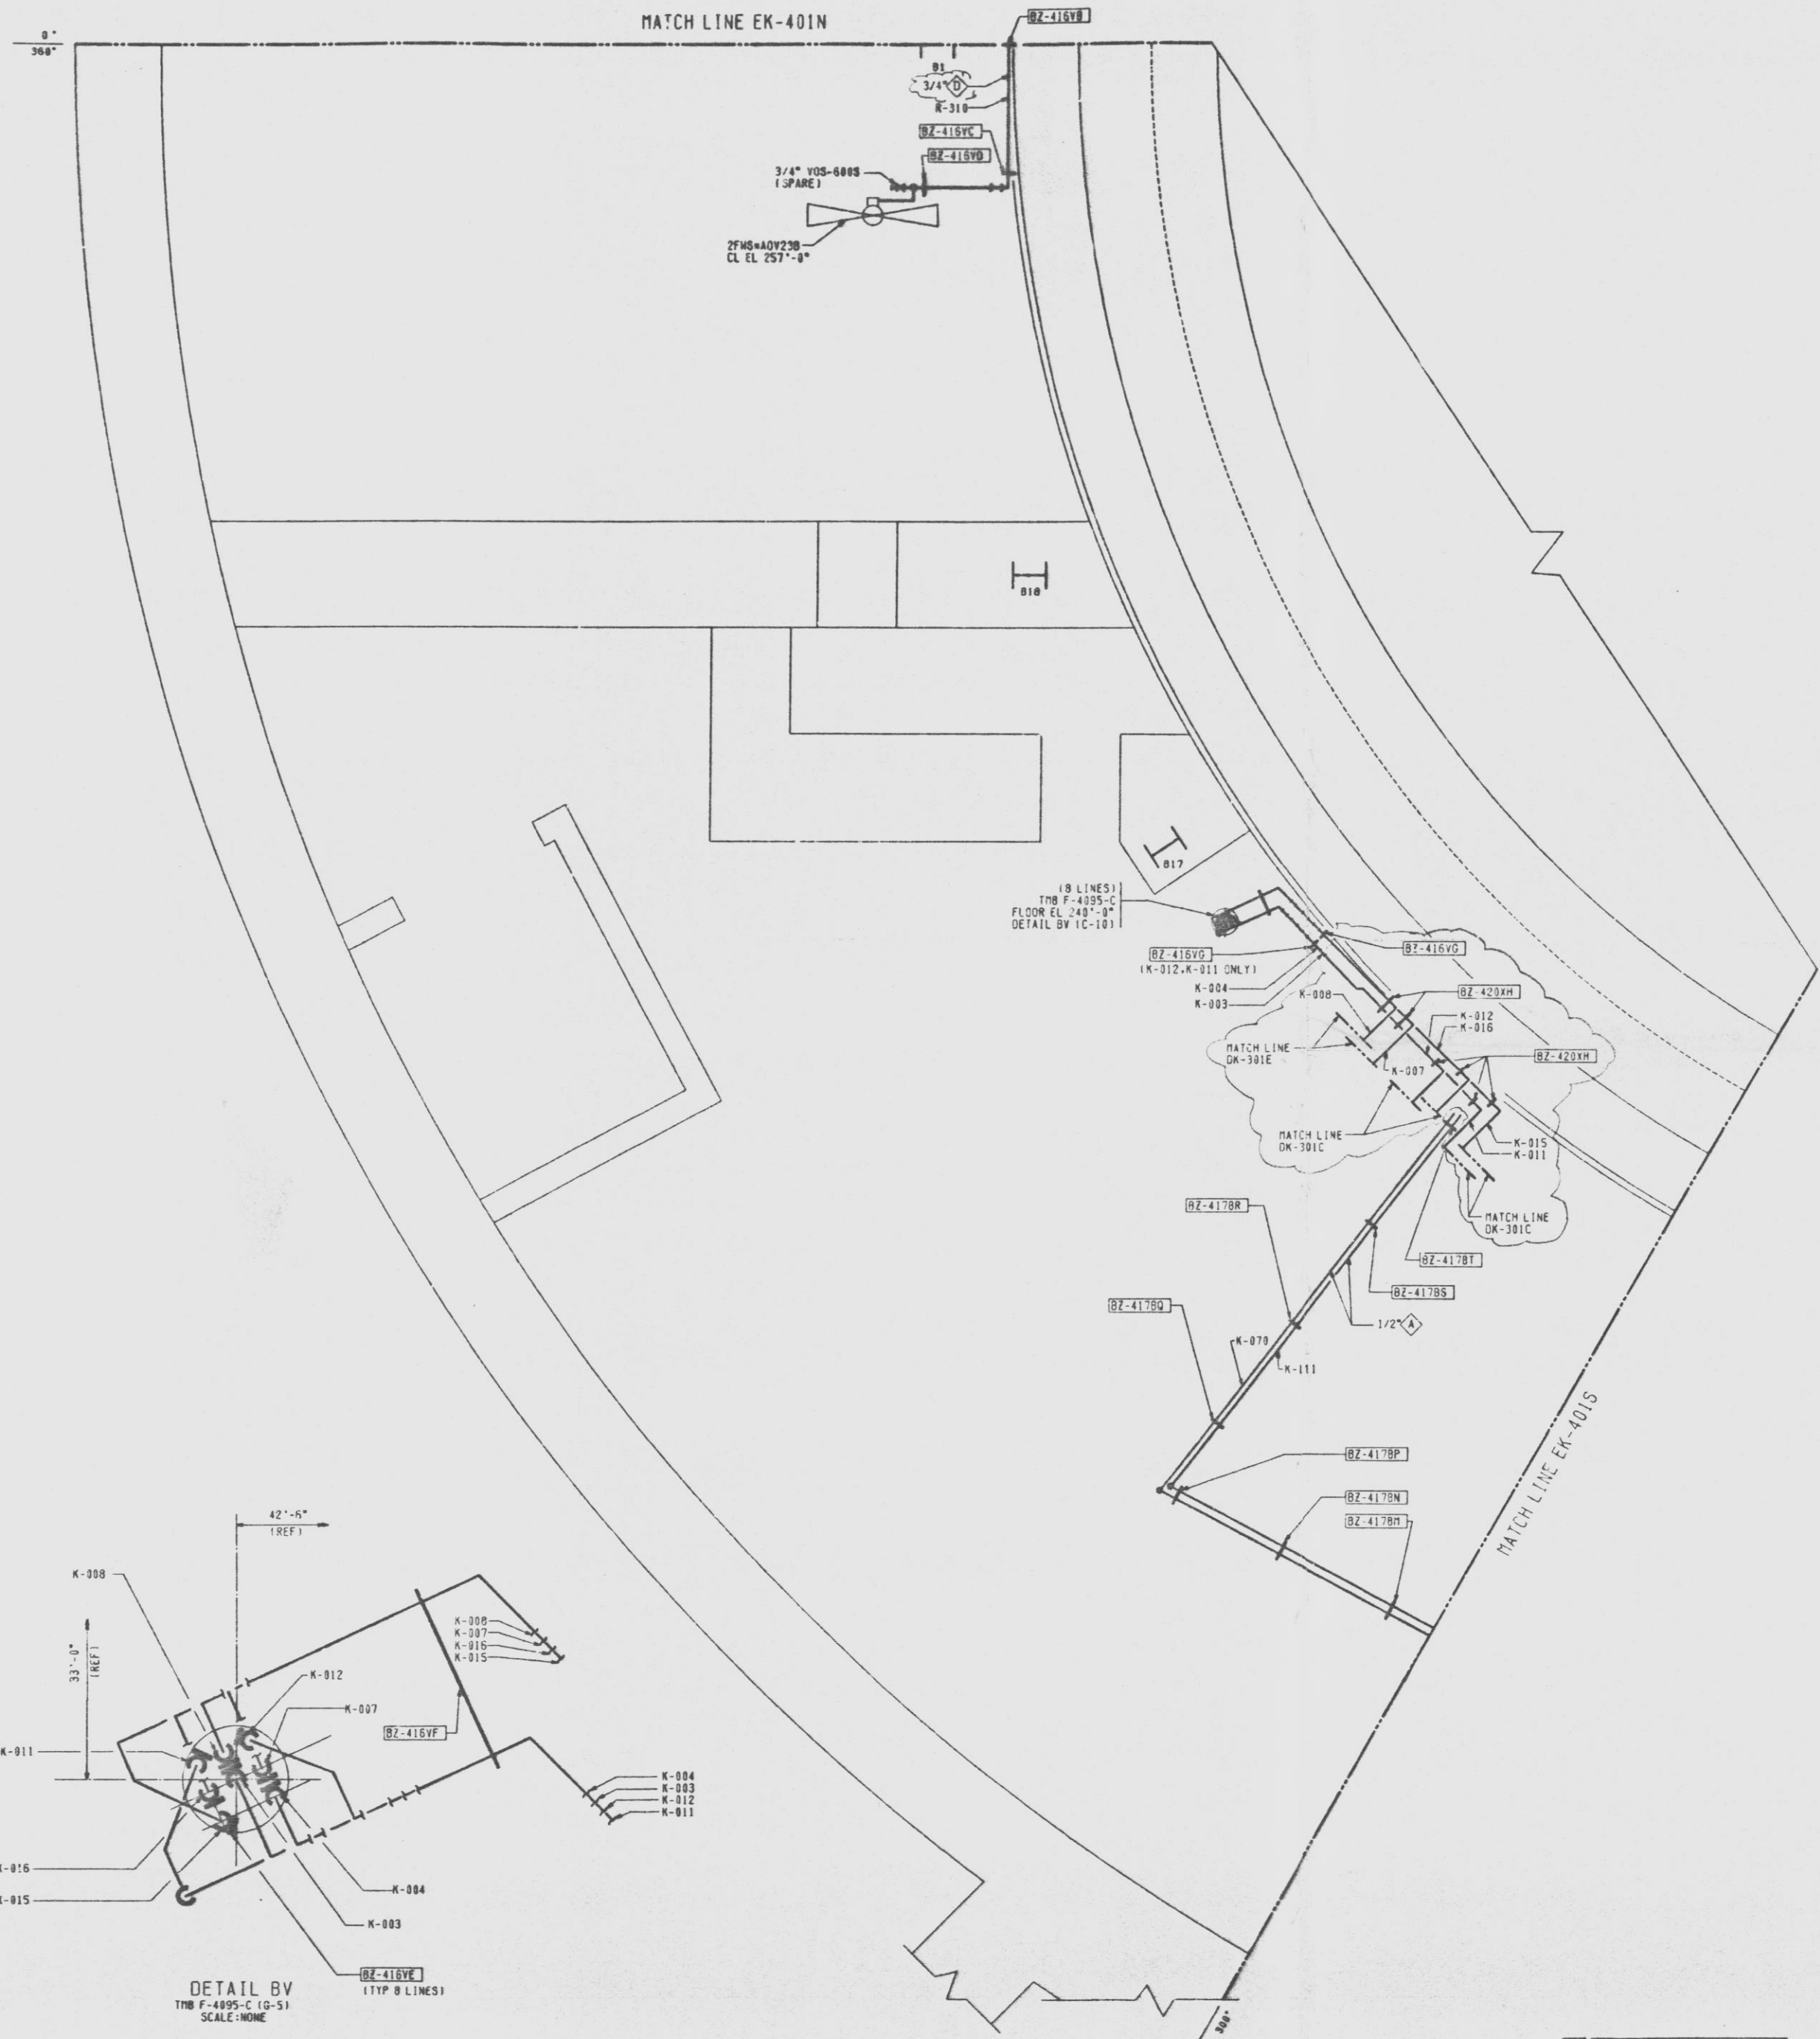 MATCH LINE EK-401N
BZ-416VB
0°
360°
B1
3/4" D
R-310
BZ-416VC
BZ-416VD
3/4" VOS-600S
(SPARE)
B18
CL EL 257'-0"
B17
(8 LINES)
TMB F-4095-C
FLOOR EL 240'-0"
DETAIL BV (C-10)
BZ-416VG
(K-012,K-011 ONLY)
BZ-416VG
K-004
K-003
K-008
BZ-420XH
K-012
K-016
MATCH LINE
DK-301E
BZ-420XH
K-007
MATCH LINE
DK-301C
K-015
K-011
MATCH LINE
DK-301C
BZ-417BR
BZ-417BT
BZ-417BS
BZ-417BQ
1/2" A
K-070
K-111
MATCH LINE EK-401S
BZ-417BP
BZ-417BN
BZ-417BM
42'-6"
(REF)
K-008
33'-0"
(REF)
K-008
K-007
K-016
K-015
K-012
K-007
BZ-416VF
K-011
K-004
K-003
K-012
K-011
K-016
K-015
K-004
K-003
BZ-416VE
(TYP 8 LINES)
DETAIL BV
TMB F-4095-C (G-5)
SCALE:NONE
300°